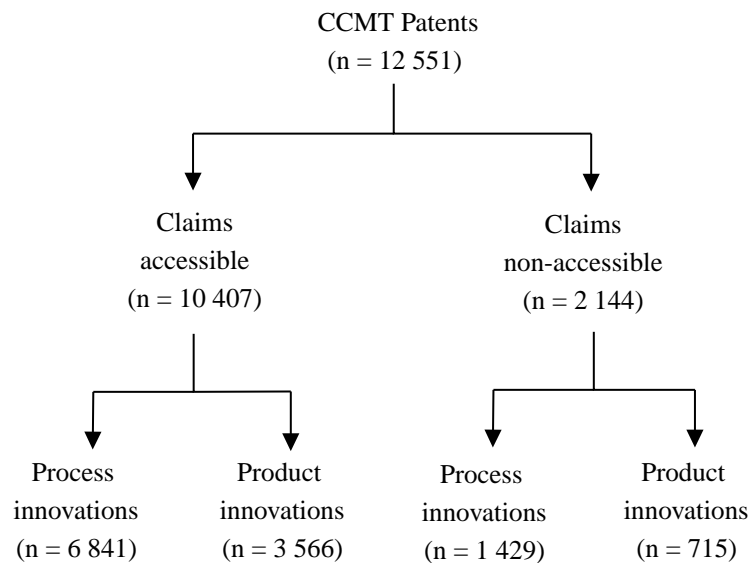 CCMT Patents
(n = 12 551)
Claims
accessible
(n = 10 407)
Claims
non-accessible
(n = 2 144)
Process
innovations
(n = 6 841)
Product
innovations
(n = 3 566)
Process
innovations
(n = 1 429)
Product
innovations
(n = 715)